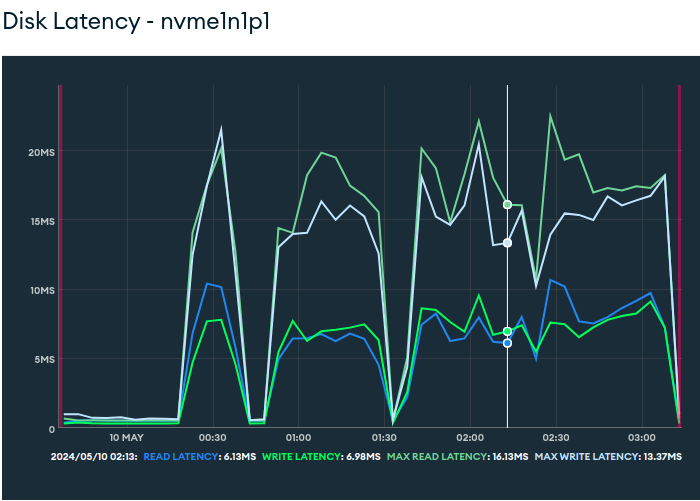 Disk Latency - nvme1n1p1
20MS
15MS
10MS
5MS
0
10 MAY 00:30 01:00 01:30 02:00 02:30 03:00
2024/05/10 02:13: READ LATENCY: 6.13MS WRITE LATENCY: 6.98MS MAX READ LATENCY: 16.13MS MAX WRITE LATENCY: 13.37MS